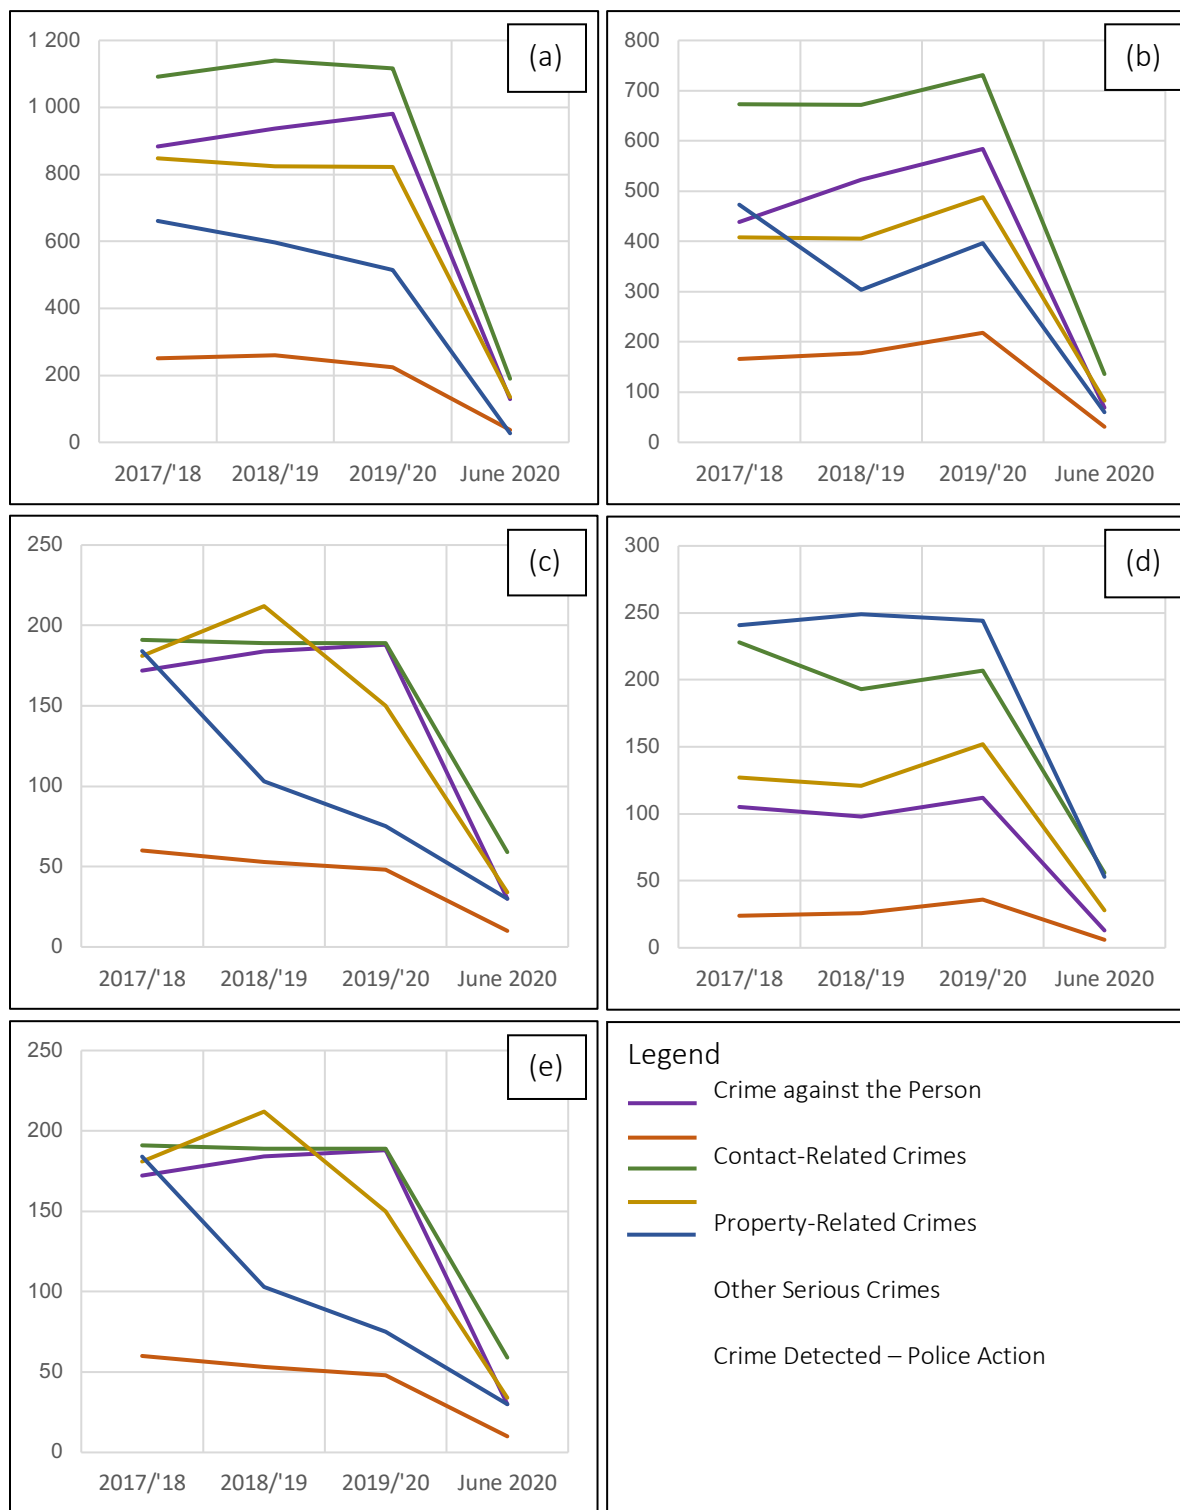 (a)
1 200
1 000
800
600
400
200
0
2017/'18 2018/'19 2019/'20 June 2020
(b)
800
700
600
500
400
300
200
100
0
2017/'18 2018/'19 2019/'20 June 2020
(c)
250
200
150
100
50
0
2017/'18 2018/'19 2019/'20 June 2020
(d)
300
250
200
150
100
50
0
2017/'18 2018/'19 2019/'20 June 2020
(e)
250
200
150
100
50
0
2017/'18 2018/'19 2019/'20 June 2020
Legend
Crime against the Person
Contact-Related Crimes
Property-Related Crimes
Other Serious Crimes
Crime Detected – Police Action